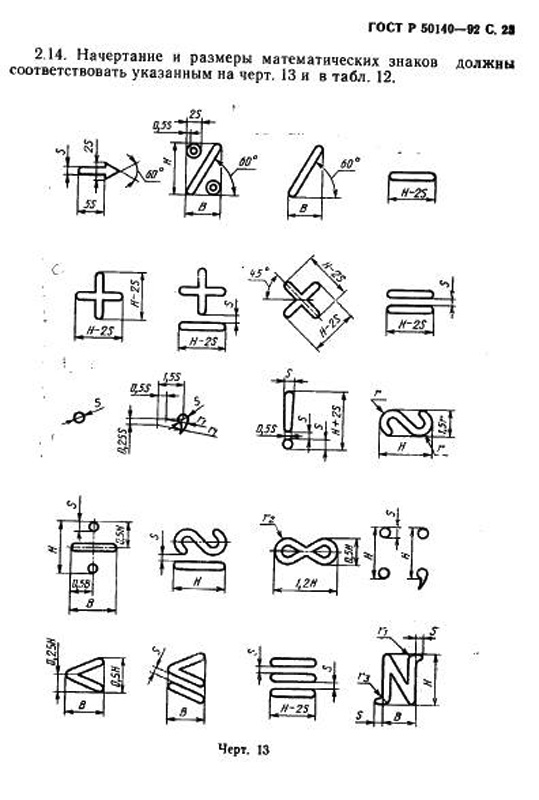 ГОСТ Р 50140—92 С. 23
2.14. Начертание и размеры математических знаков должны
соответствовать указанным на черт. 13 и в табл. 12.
2S
0,5S
S
2S
60°
5S
H
60°
B
60°
B
H-2S
H-2S
H-2S
S
H-2S
45°
H-2S
H-2S
S
H-2S
S
1,5S
0,5S
S
0,25S
r₁
S
0,5S
S
H+2S
r
1,5r
H
r
S
H
0,5H
0,5B
B
S
H
r₂
0,5H
1,2H
S
H
H
0,25H
0,5H
B
S
B
S
S
H-2S
r₁
S
r₃
H
S
B
Черт. 13